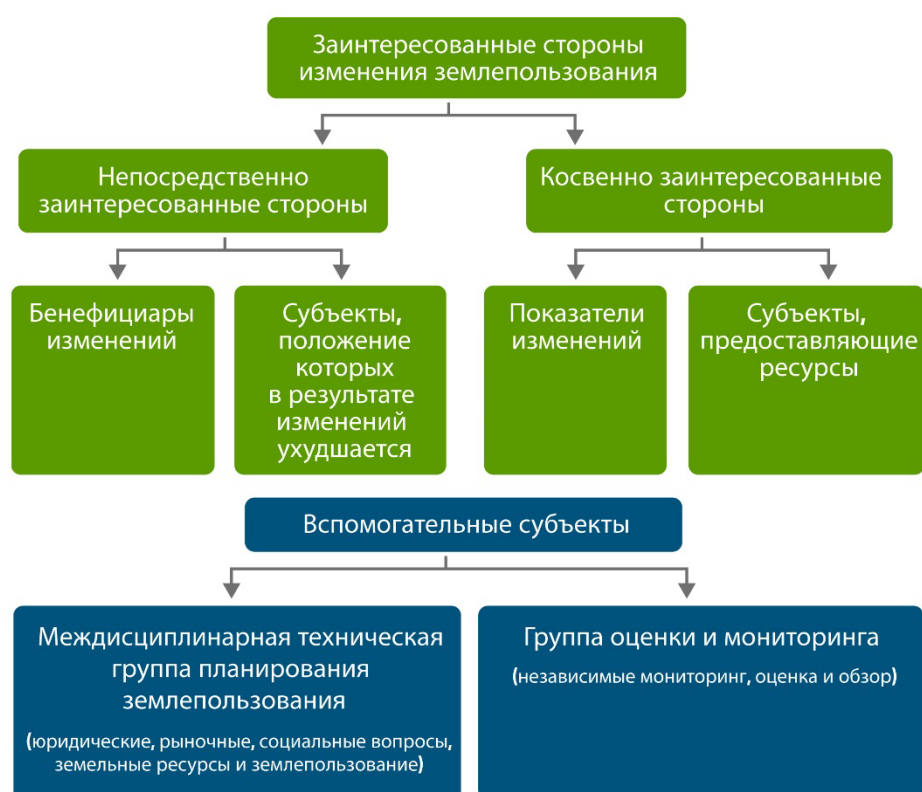 Заинтересованные стороны
изменения землепользования
Непосредственно
заинтересованные стороны
Косвенно заинтересованные
стороны
Бенефициары
изменений
Субъекты,
положение
которых
в результате
изменений
ухудшается
Показатели
изменений
Субъекты,
предоставляющие
ресурсы
Вспомогательные субъекты
Междисциплинарная техническая
группа планирования
землепользования
(юридические, рыночные, социальные вопросы,
земельные ресурсы и землепользование)
Группа оценки и мониторинга
(независимые мониторинг, оценка и обзор)